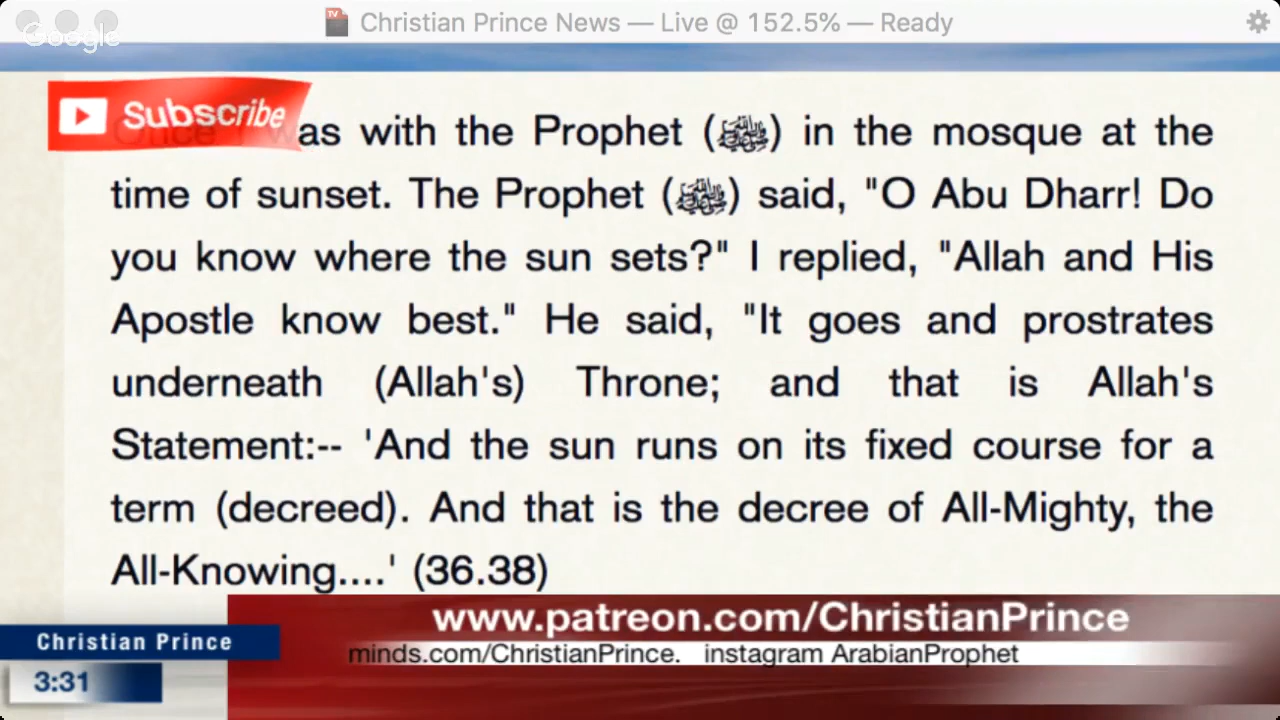 Christian Prince News — Live @ 152.5% — Ready
Google
Subscribe
Once I was with the Prophet (ﷺ) in the mosque at the
time of sunset. The Prophet (ﷺ) said, "O Abu Dharr! Do
you know where the sun sets?" I replied, "Allah and His
Apostle know best." He said, "It goes and prostrates
underneath (Allah's) Throne; and that is Allah's
Statement:-- 'And the sun runs on its fixed course for a
term (decreed). And that is the decree of All-Mighty, the
All-Knowing....' (36.38)
www.patreon.com/ChristianPrince
Christian Prince
minds.com/ChristianPrince. instagram ArabianProphet
3:31